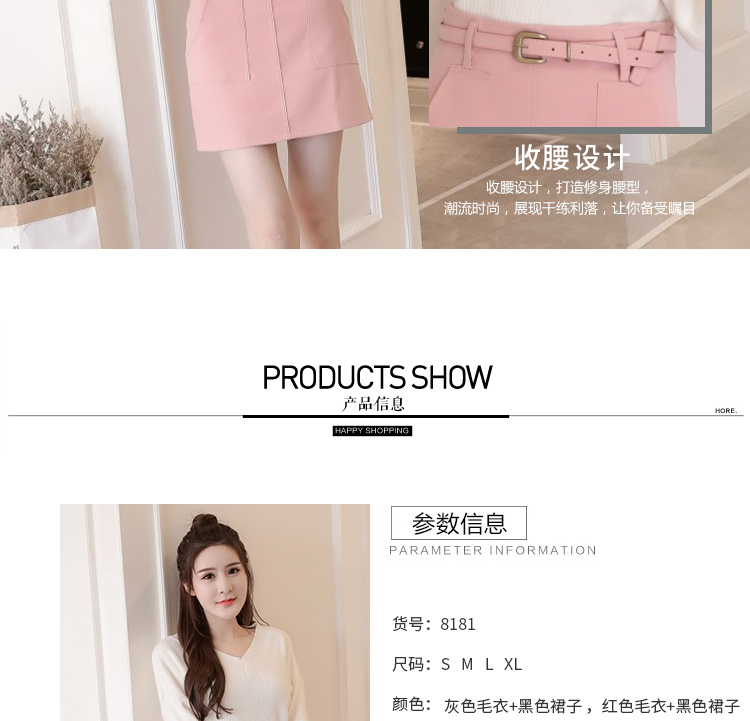 收腰设计
收腰设计，打造修身腰型，
潮流时尚，展现干练利落，让你备受瞩目
PRODUCTS SHOW
产品信息
HORE.
HAPPY SHOPPING
参数信息
PARAMETER INFORMATION
货号：8181
尺码：S M L XL
颜色：灰色毛衣+黑色裙子，红色毛衣+黑色裙子